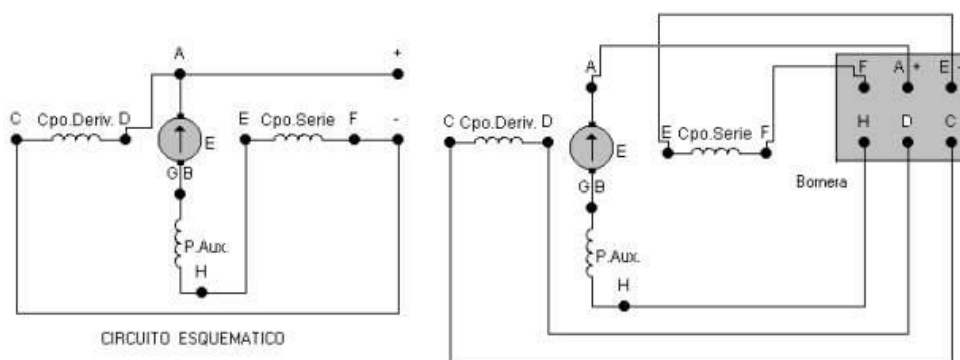 A +
C Cpo.Deriv. D E Cpo.Serie F -
E
G B
P.Aux.
H
CIRCUITO ESQUEMATICO
A F A + E -
C Cpo.Deriv. D E Cpo.Serie F H D C
E
G B Bornera
P.Aux.
H